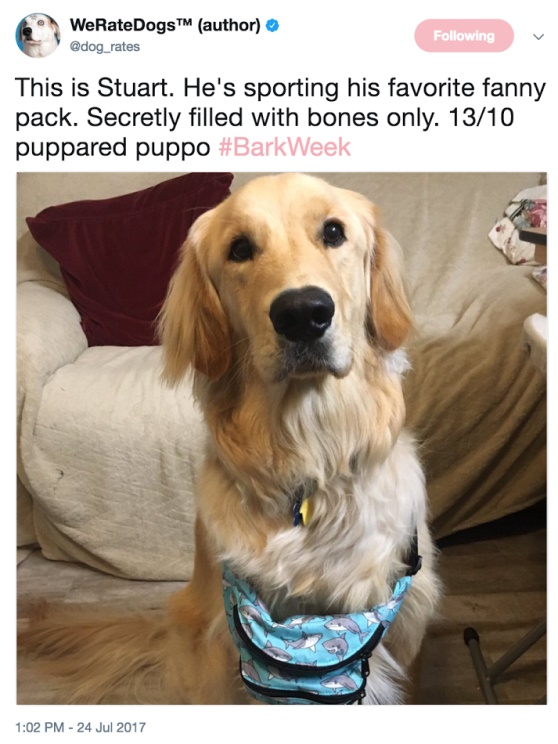 WeRateDogs™ (author)
@dog_rates
Following
This is Stuart. He's sporting his favorite fanny
pack. Secretly filled with bones only. 13/10
puppared puppo #BarkWeek
1:02 PM - 24 Jul 2017